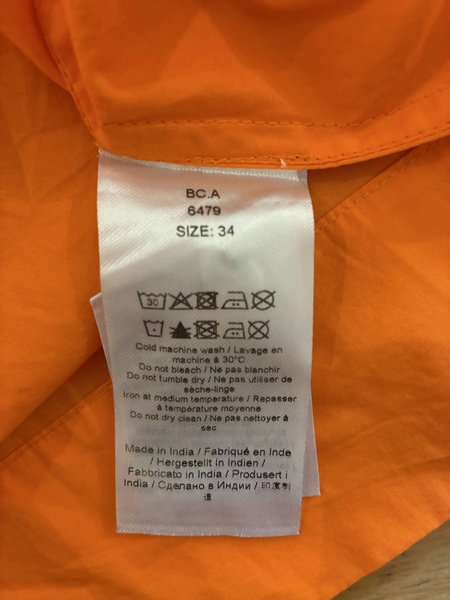 BC.A
6479
SIZE: 34
30
Cold machine wash / Lavage en
machine à 30°C
Do not bleach / Ne pas blanchir
Do not tumble dry / Ne pas utiliser de
sèche-linge
Iron at medium temperature / Repasser
à température moyenne
Do not dry clean / Ne pas nettoyer à
sec
Made in India / Fabriqué en Inde
/ Hergestellt in Indien /
Fabbricato in India / Produsert i
India / Сделано в Индии / 印度制
造